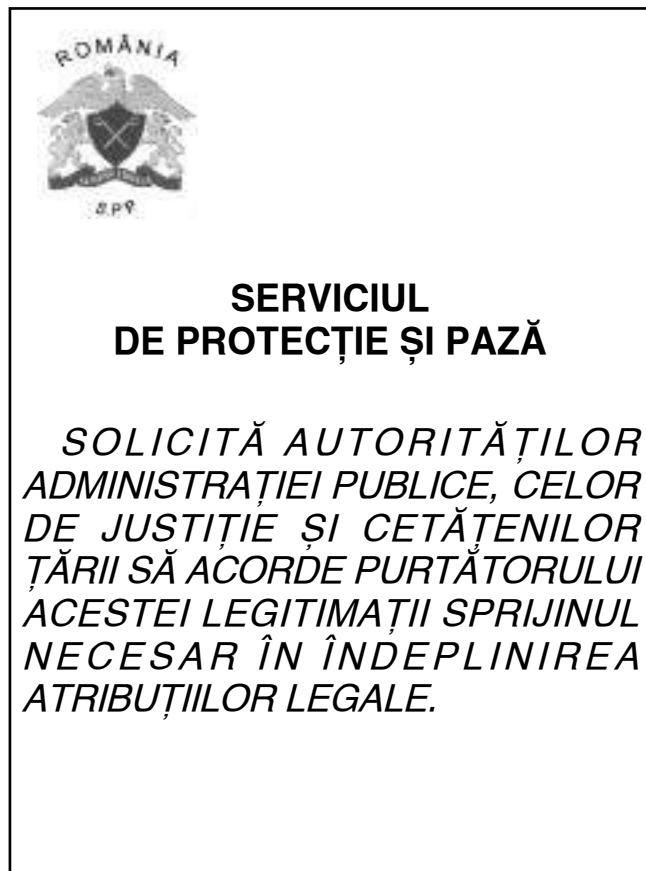 ROMÂNIA
S.P.P.
SERVICIUL
DE PROTECȚIE ȘI PAZĂ
SOLICITĂ AUTORITĂȚILOR
ADMINISTRAȚIEI PUBLICE, CELOR
DE JUSTIȚIE ȘI CETĂȚENILOR
ȚĂRII SĂ ACORDE PURTĂTORULUI
ACESTEI LEGITIMAȚII SPRIJINUL
NECESAR ÎN ÎNDEPLINIREA
ATRIBUȚIILOR LEGALE.